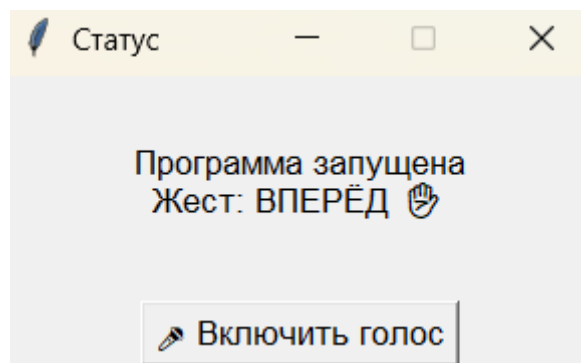 Статус
Программа запущена
Жест: ВПЕРЁД 🖐
🎤 Включить голос